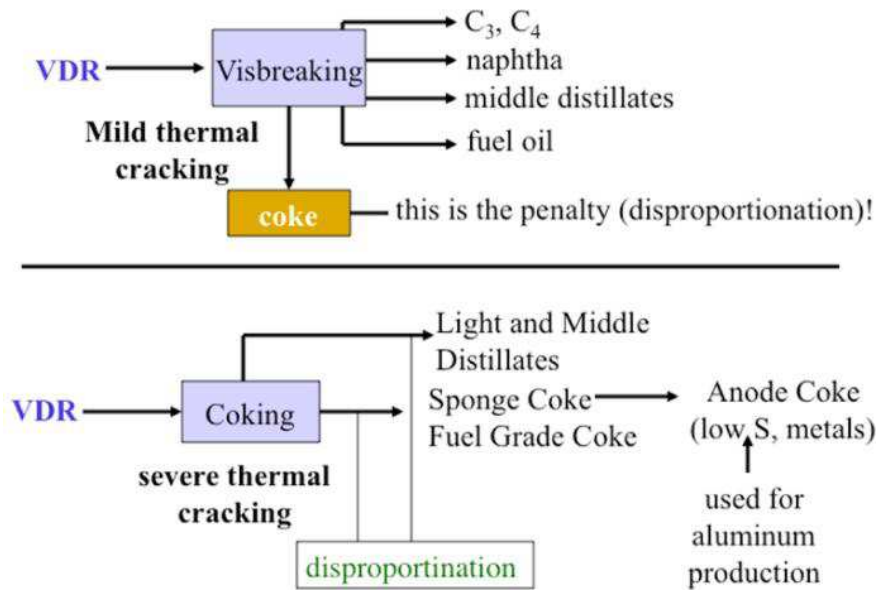 C₃, C₄
VDR
Visbreaking
naphtha
middle distillates
Mild thermal
cracking
fuel oil
coke
this is the penalty (disproportionation)!
Light and Middle
Distillates
VDR
Coking
Sponge Coke
Fuel Grade Coke
Anode Coke
(low S, metals)
severe thermal
cracking
used for
aluminum
production
disproportination